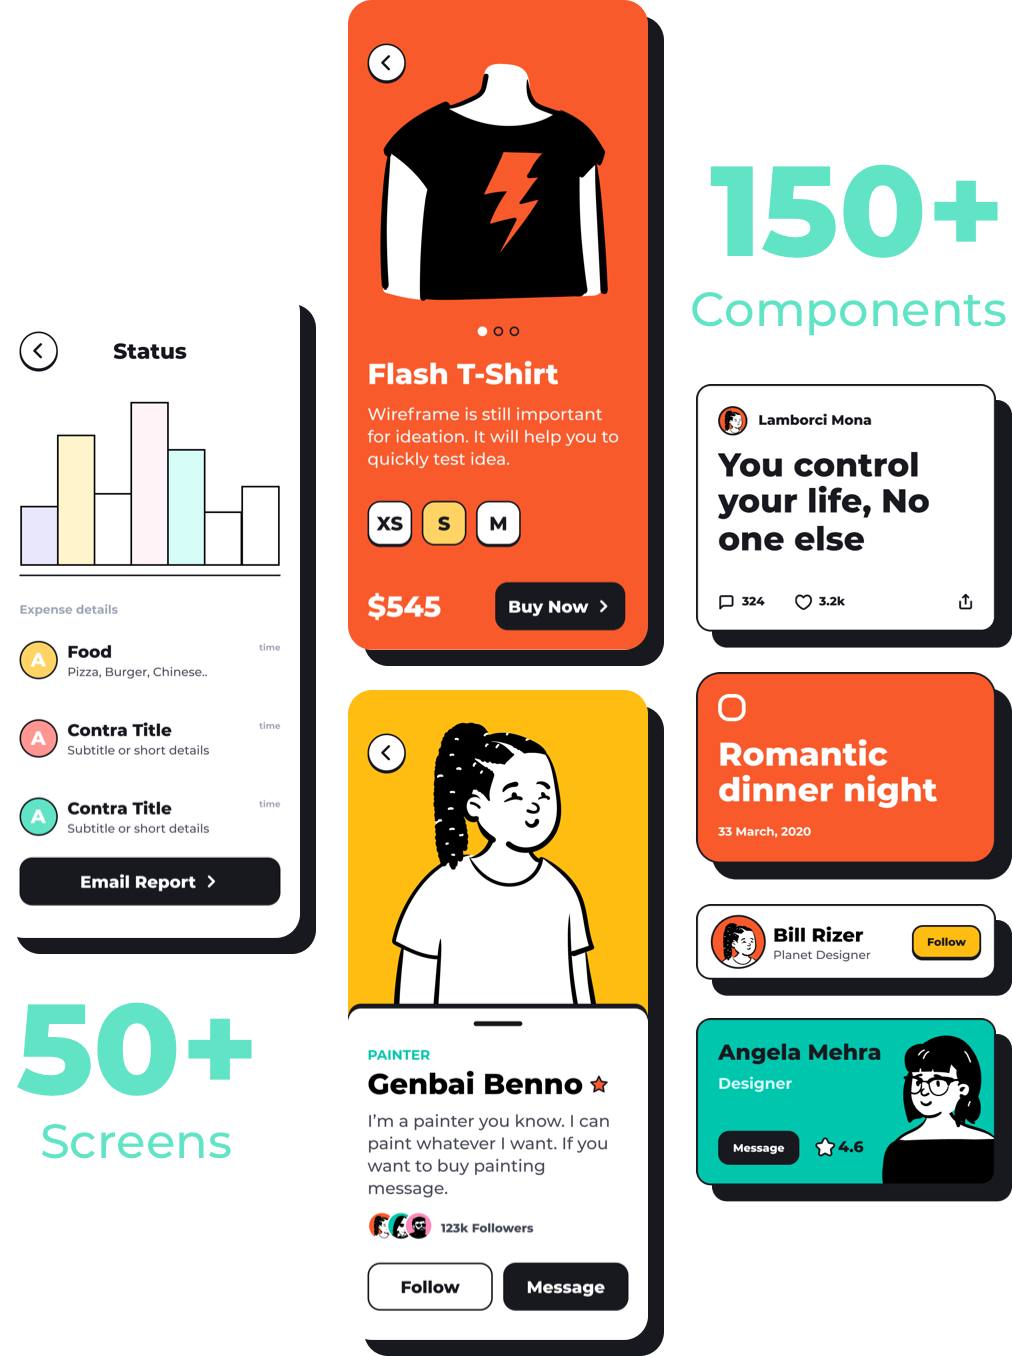 Status
Expense details
A
Food
time
Pizza, Burger, Chinese..
A
Contra Title
time
Subtitle or short details
A
Contra Title
time
Subtitle or short details
Email Report
50+
Screens
Flash T-Shirt
Wireframe is still important
for ideation. It will help you to
quickly test idea.
XS
S
M
$545
Buy Now
PAINTER
Genbai Benno
I'm a painter you know. I can
paint whatever I want. If you
want to buy painting
message.
123k Followers
Follow
Message
150+
Components
Lamborci Mona
You control
your life, No
one else
324
3.2k
Romantic
dinner night
33 March, 2020
Bill Rizer
Planet Designer
Follow
Angela Mehra
Designer
Message
4.6